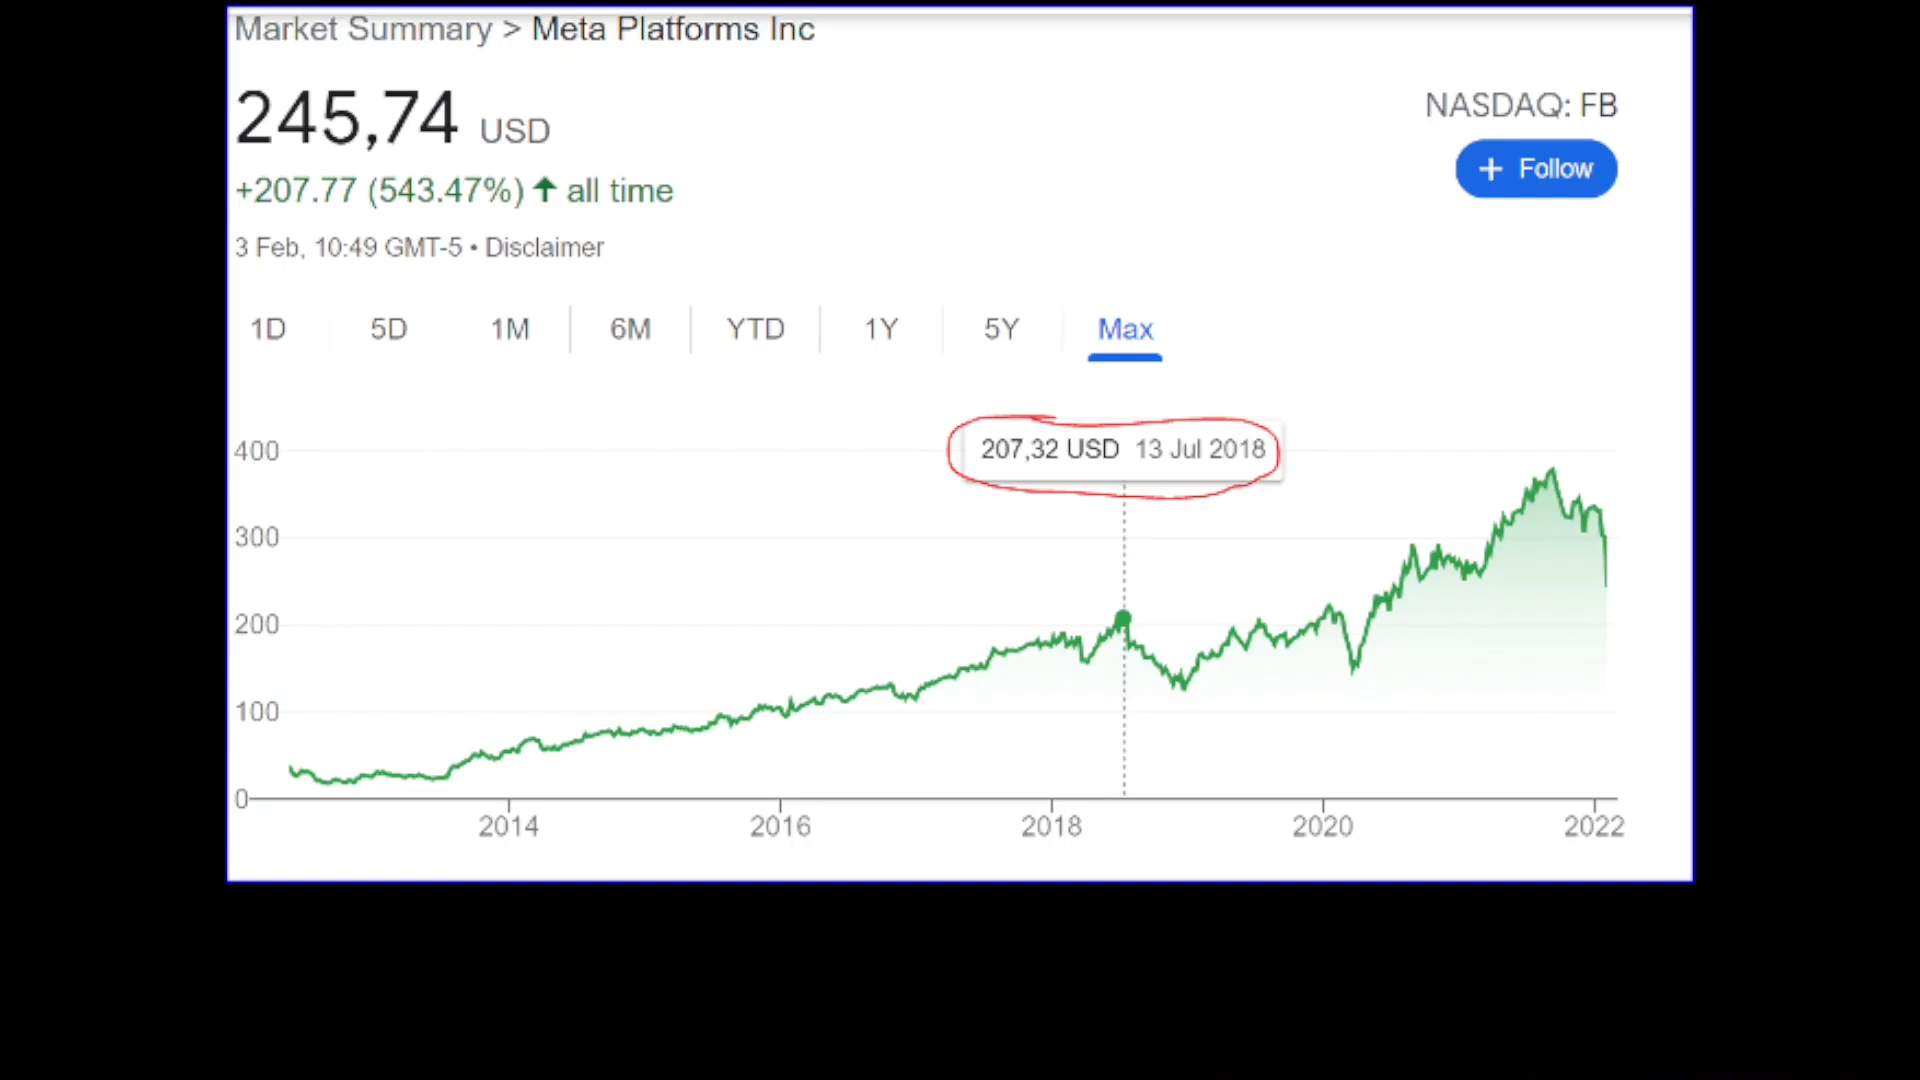 Market Summary > Meta Platforms Inc
245,74 USD
NASDAQ: FB
+ Follow
+207.77 (543.47%) ↑ all time
3 Feb, 10:49 GMT-5 • Disclaimer
1D 5D 1M 6M YTD 1Y 5Y Max
207,32 USD 13 Jul 2018
400
300
200
100
0
2014 2016 2018 2020 2022